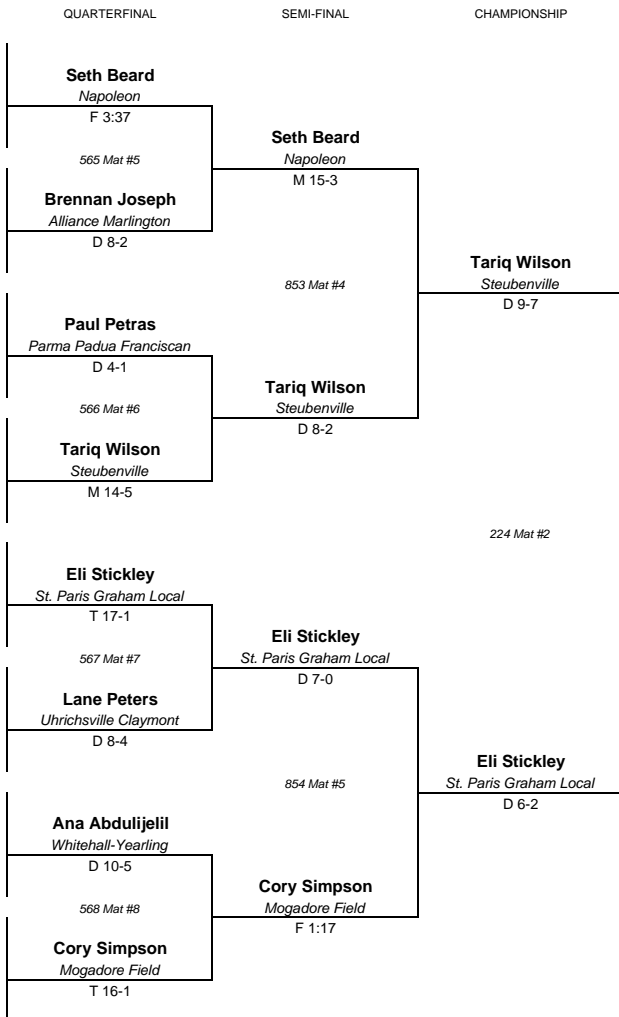 QUARTERFINAL SEMI-FINAL CHAMPIONSHIP
Seth Beard
Napoleon
F 3:37
565 Mat #5
Brennan Joseph
Alliance Marlington
D 8-2
Seth Beard
Napoleon
M 15-3
853 Mat #4
Paul Petras
Parma Padua Franciscan
D 4-1
566 Mat #6
Tariq Wilson
Steubenville
M 14-5
Tariq Wilson
Steubenville
D 8-2
Tariq Wilson
Steubenville
D 9-7
224 Mat #2
Eli Stickley
St. Paris Graham Local
T 17-1
567 Mat #7
Lane Peters
Uhrichsville Claymont
D 8-4
Eli Stickley
St. Paris Graham Local
D 7-0
854 Mat #5
Ana Abdulijelil
Whitehall-Yearling
D 10-5
568 Mat #8
Cory Simpson
Mogadore Field
T 16-1
Cory Simpson
Mogadore Field
F 1:17
Eli Stickley
St. Paris Graham Local
D 6-2